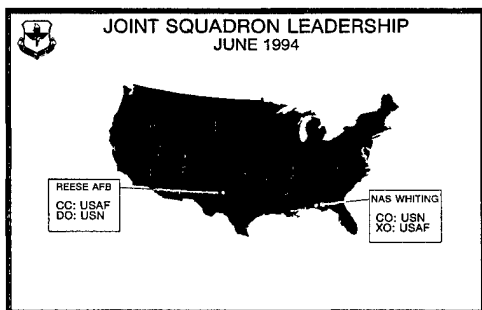 JOINT SQUADRON LEADERSHIP
JUNE 1994
REESE AFB
CC: USAF
DO: USN
NAS WHITING
CO: USN
XO: USAF